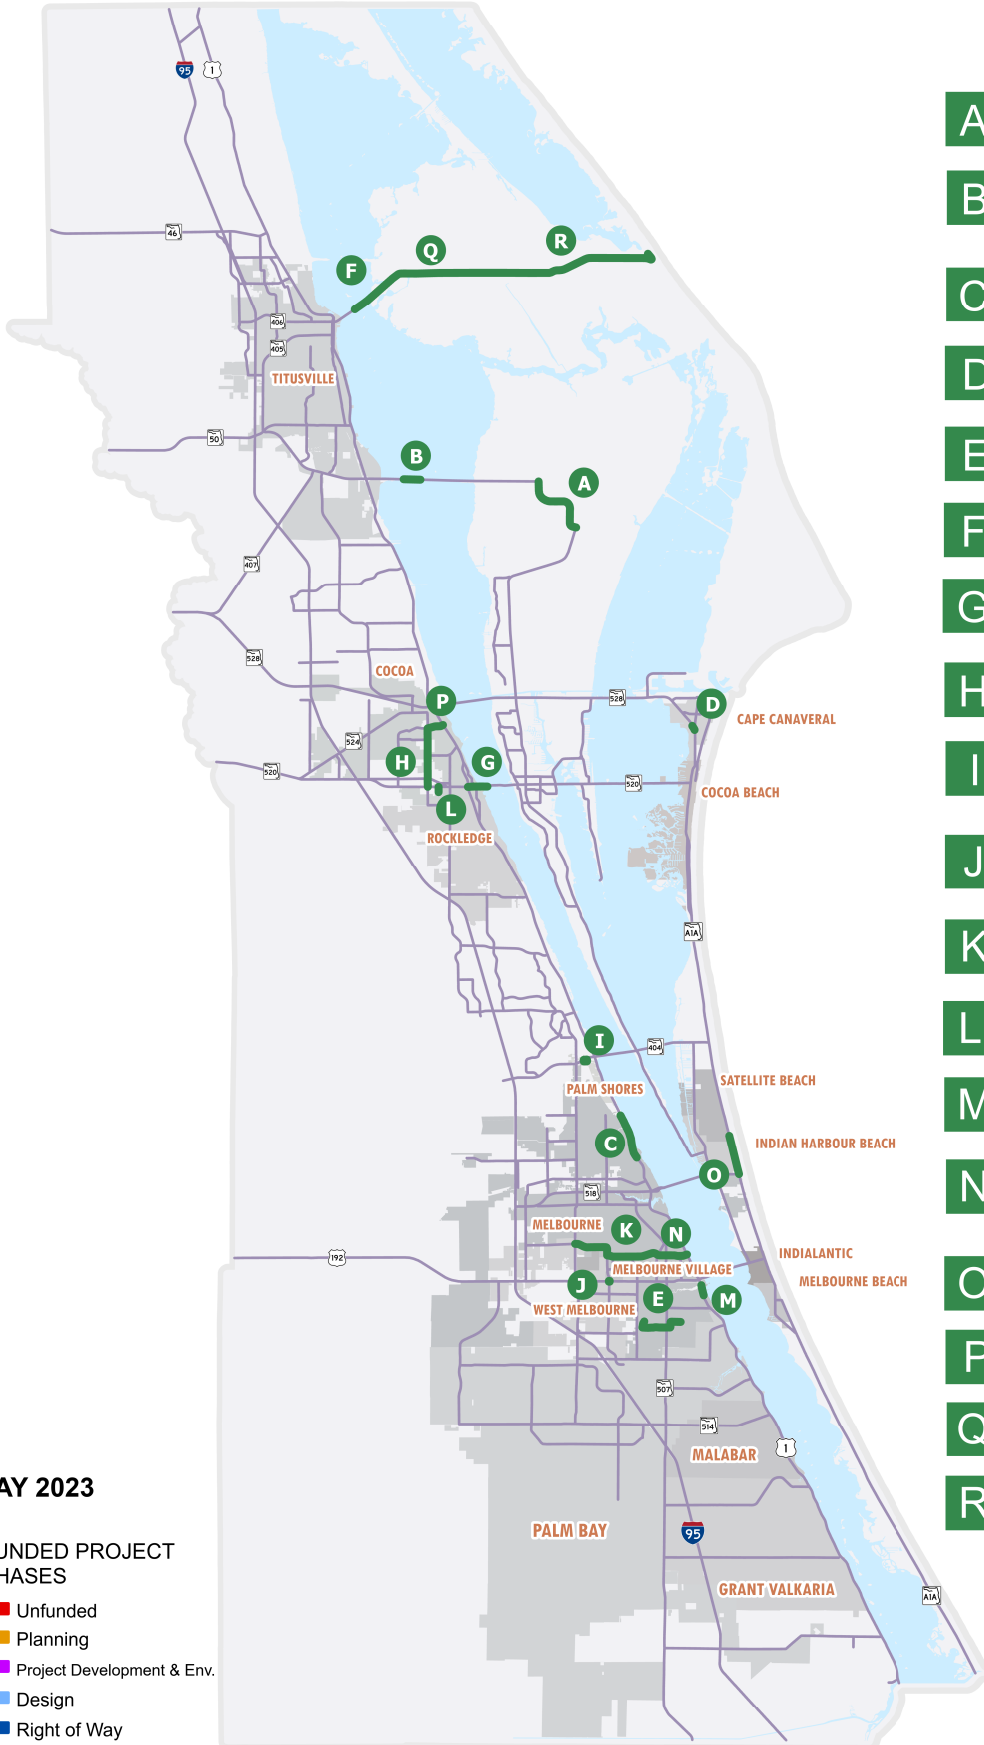 95
1
A
B
46
C
R
Q
F
D
406
405
TITUSVILLE
50
E
B
A
F
407
G
528
COCOA
H
P
528
D
CAPE CANAVERAL
524
H
G
520
520
I
COCOA BEACH
L
ROCKLEDGE
J
A1A
K
I
404
L
SATELLITE BEACH
PALM SHORES
M
C
INDIAN HARBOUR BEACH
O
518
N
MELBOURNE
K
N
192
INDIALANTIC
MELBOURNE VILLAGE
MELBOURNE BEACH
J
E
M
WEST MELBOURNE
O
P
507
514
Q
MALABAR
1
AY 2023
R
PALM BAY
95
UNDED PROJECT
HASES
GRANT VALKARIA
A1A
Unfunded
Planning
Project Development & Env.
Design
Right of Way